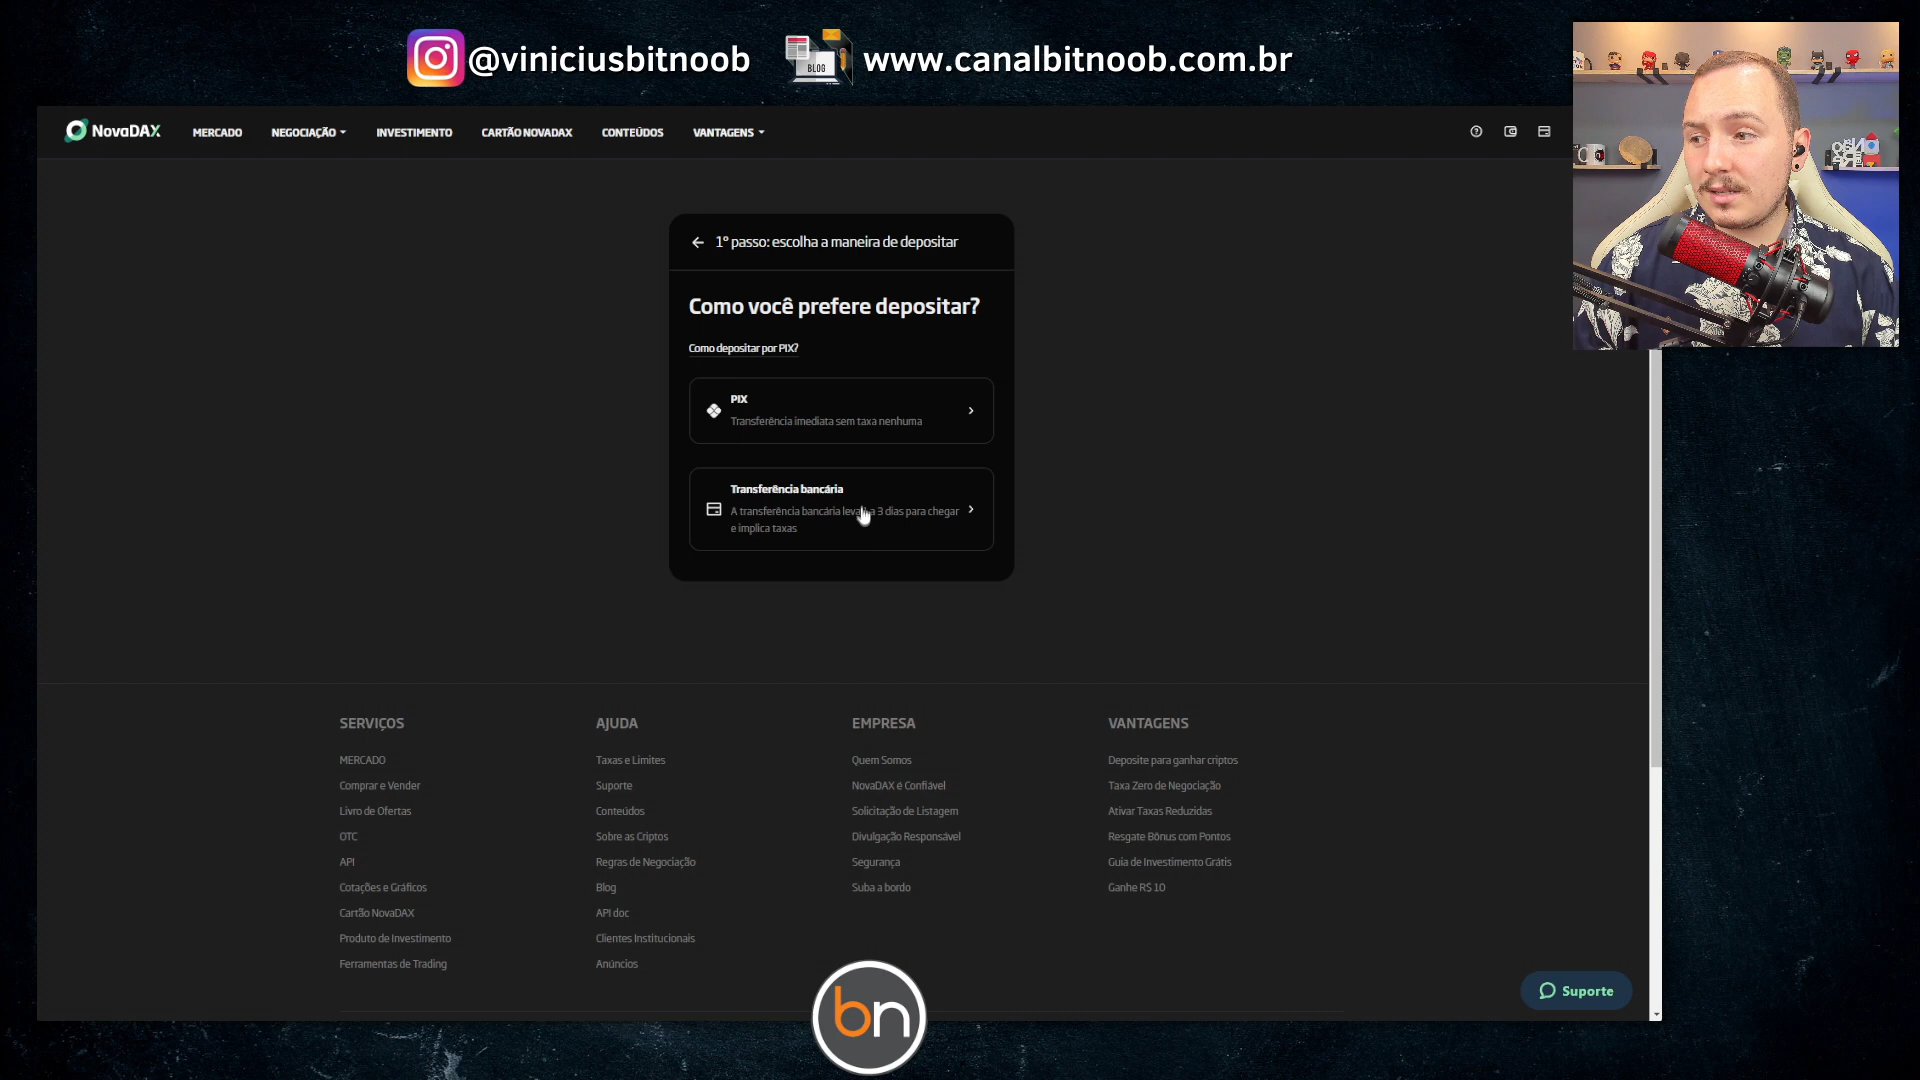 @viniciusbitnoob
BLOG
www.canalbitnoob.com.br
NovaDAX
MERCADO
NEGOCIAÇÃO
INVESTIMENTO
CARTÃO NOVADAX
CONTEÚDOS
VANTAGENS
1º passo: escolha a maneira de depositar
Como você prefere depositar?
Como depositar por PIX?
PIX
Transferência imediata sem taxa nenhuma
Transferência bancária
A transferência bancária leva 3 dias para chegar
e implica taxas
SERVIÇOS
MERCADO
Comprar e Vender
Livro de Ofertas
OTC
API
Cotações e Gráficos
Cartão NovaDAX
Produto de Investimento
Ferramentas de Trading
AJUDA
Taxas e Limites
Suporte
Conteúdos
Sobre as Criptos
Regras de Negociação
Blog
API doc
Clientes Institucionais
Anúncios
EMPRESA
Quem Somos
NovaDAX é Confiável
Solicitação de Listagem
Divulgação Responsável
Segurança
Suba a bordo
VANTAGENS
Deposite para ganhar criptos
Taxa Zero de Negociação
Ativar Taxas Reduzidas
Resgate Bônus com Pontos
Guia de Investimento Grátis
Ganhe R$ 10
Suporte
bn